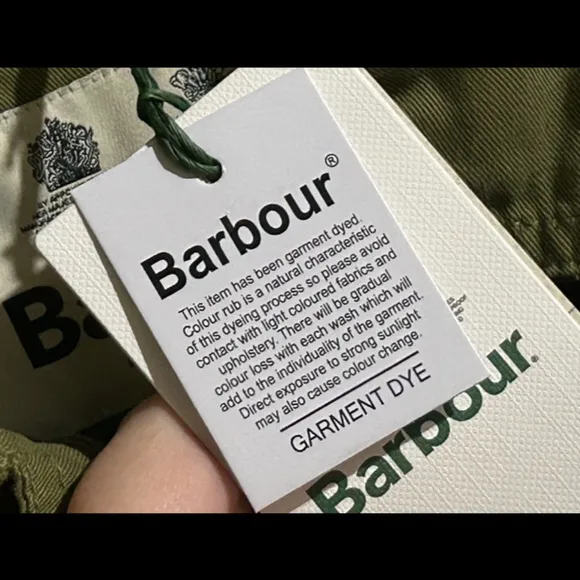 Barbour®
This item has been garment dyed.
Colour rub is a natural characteristic
of this dyeing process so please avoid
contact with light coloured fabrics and
upholstery. There will be gradual
colour loss with each wash which will
add to the individuality of the garment.
Direct exposure to strong sunlight
may also cause colour change.
GARMENT DYE
Barbour®